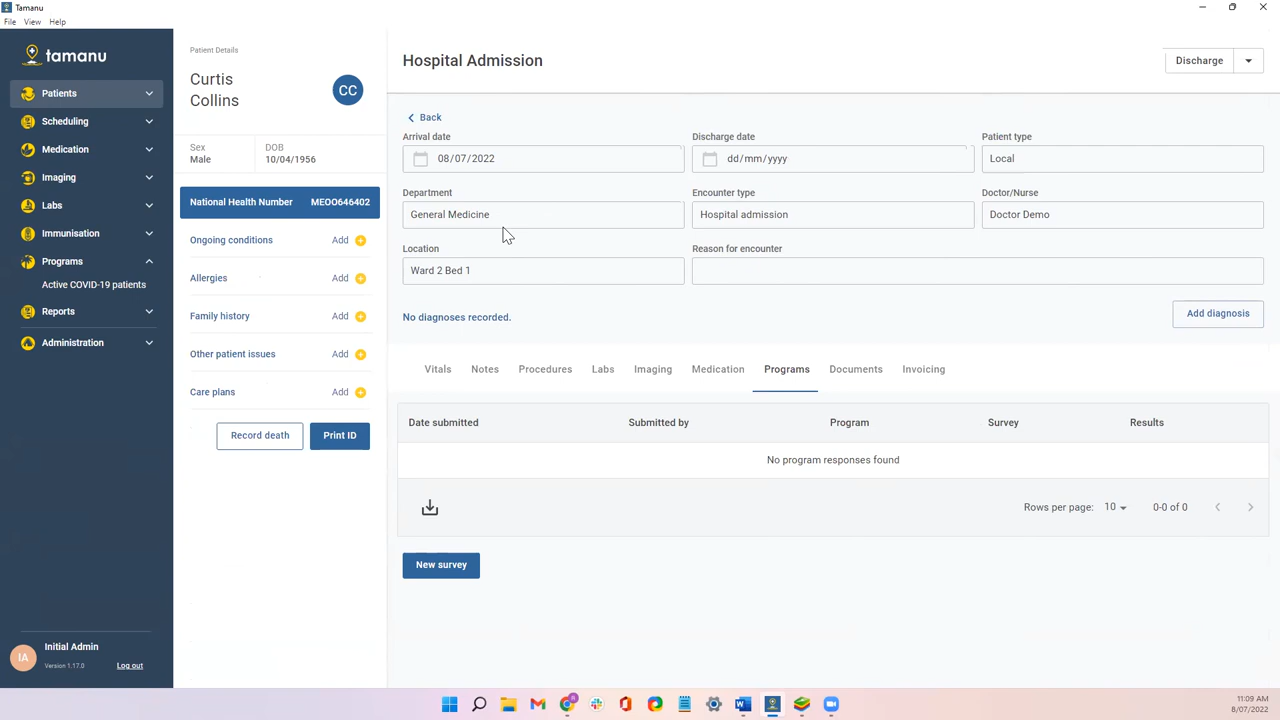 Tamanu
File View Help
tamanu
Patients
Scheduling
Medication
Imaging
Labs
Immunisation
Programs
Active COVID-19 patients
Reports
Administration
IA
Initial Admin
Version 1.17.0
Log out
Patient Details
Curtis
Collins
CC
Sex
Male
DOB
10/04/1956
National Health Number MEOO646402
Ongoing conditions Add
Allergies Add
Family history Add
Other patient issues Add
Care plans Add
Record death
Print ID
Hospital Admission
Discharge
Back
Arrival date
08/07/2022
Discharge date
dd/mm/yyyy
Patient type
Local
Department
General Medicine
Encounter type
Hospital admission
Doctor/Nurse
Doctor Demo
Location
Ward 2 Bed 1
Reason for encounter
No diagnoses recorded.
Add diagnosis
Vitals Notes Procedures Labs Imaging Medication Programs Documents Invoicing
Date submitted Submitted by Program Survey Results
No program responses found
Rows per page: 10 0-0 of 0
New survey
11:09 AM
8/07/2022